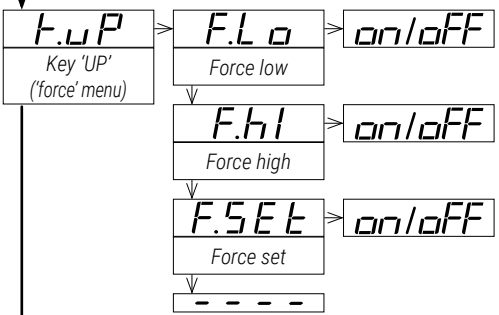 t.uP
F.Lo
on/oFF
Key 'UP'
('force' menu)
Force low
F.hI
on/oFF
Force high
F.SEt
on/oFF
Force set
----